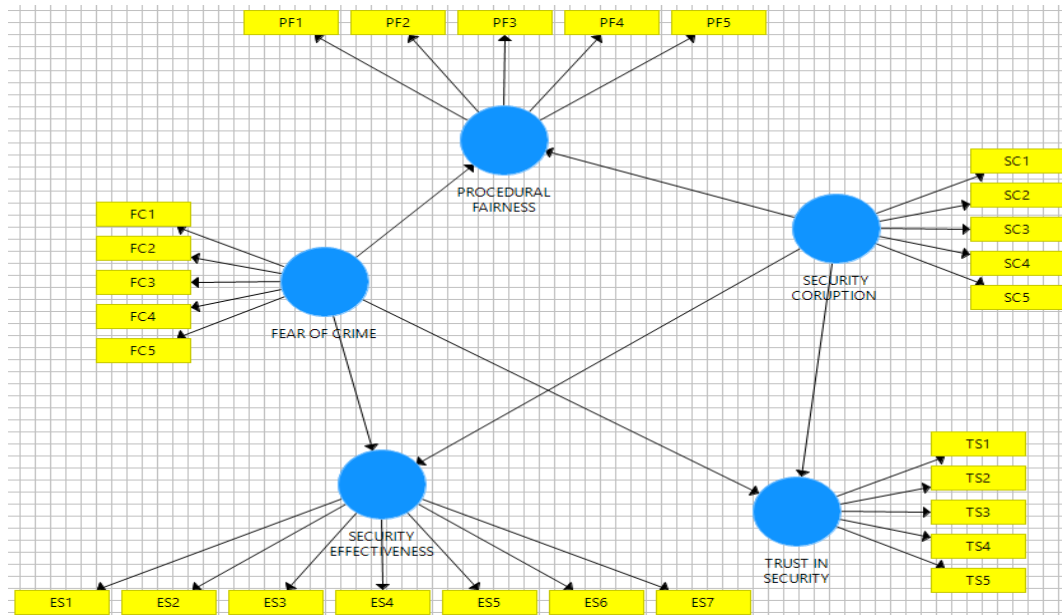 PF1
PF2
PF3
PF4
PF5
PROCEDURAL
FAIRNESS
SC1
SC2
SC3
SC4
SC5
SECURITY
CORUPTION
FC1
FC2
FC3
FC4
FC5
FEAR OF CRIME
SECURITY
EFFECTIVENESS
TS1
TS2
TS3
TS4
TS5
TRUST IN
SECURITY
ES1
ES2
ES3
ES4
ES5
ES6
ES7